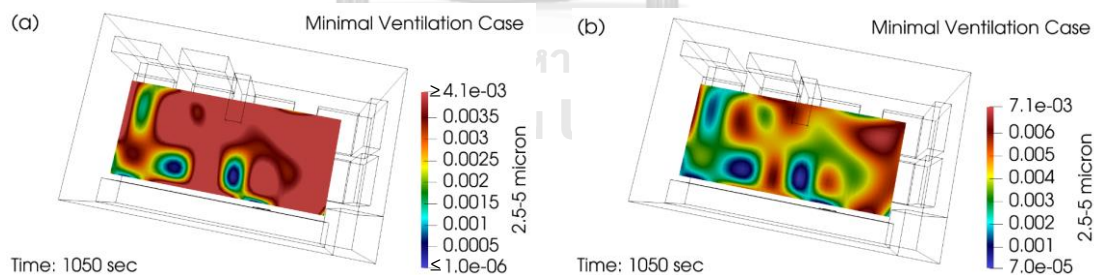 (a)
Minimal Ventilation Case
≥ 4.1e-03
0.0035
0.003
0.0025
0.002
0.0015
0.001
0.0005
≤ 1.0e-06
2.5-5 micron
Time: 1050 sec
(b)
Minimal Ventilation Case
7.1e-03
0.006
0.005
0.004
0.003
0.002
0.001
7.0e-05
2.5-5 micron
Time: 1050 sec